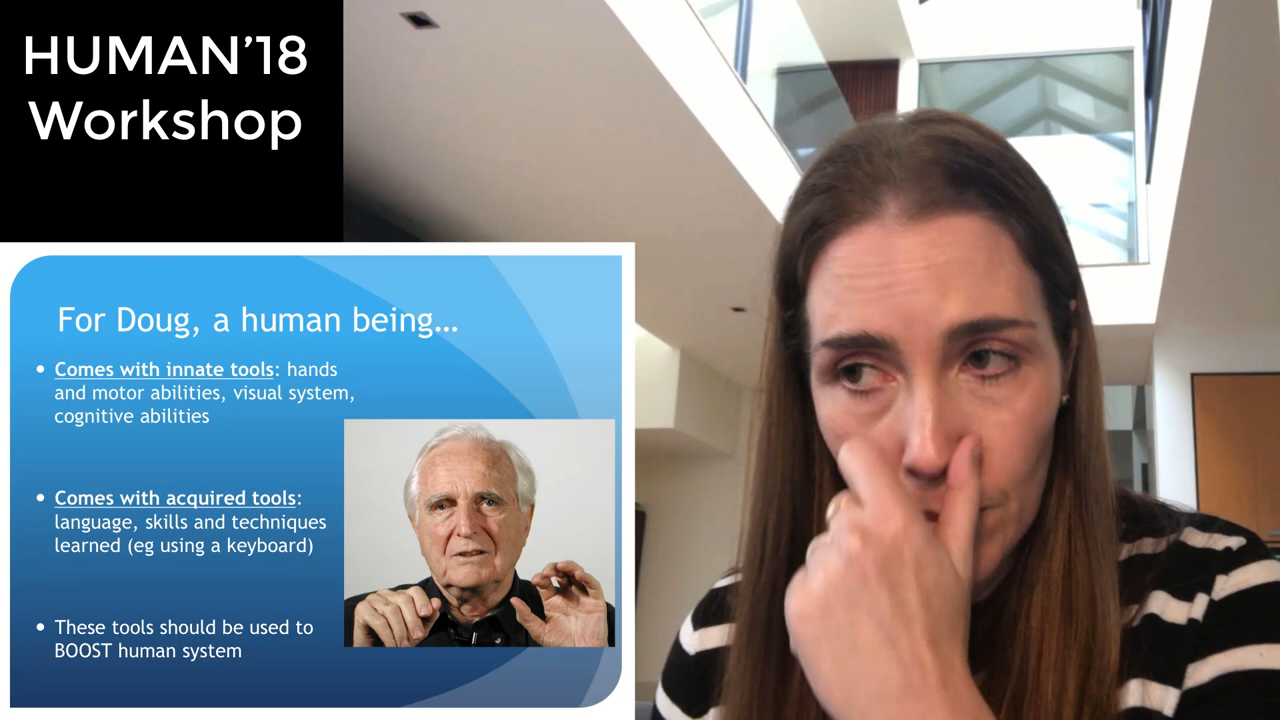 HUMAN’18
Workshop
For Doug, a human being…
• Comes with innate tools: hands
and motor abilities, visual system,
cognitive abilities
• Comes with acquired tools:
language, skills and techniques
learned (eg using a keyboard)
• These tools should be used to
BOOST human system